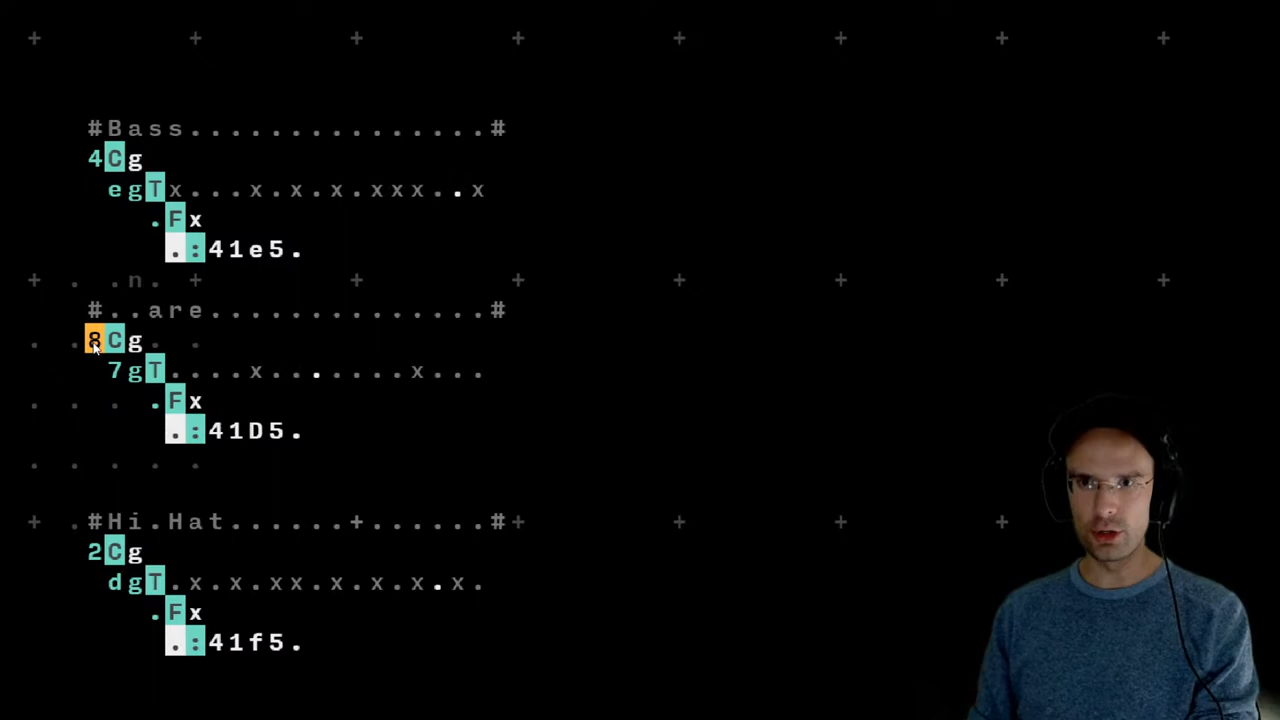 #Bass...............#
4Cg
egTx...x.x.x.xxx..x
.Fx
.:41e5.
. .n.
#..are...............#
8Cg
7gT....x..x.......x...
.Fx
.:41D5.
#Hi.Hat......+......#
2Cg
dgT.x.x.xx.x.x.x.x.
.Fx
.:41f5.